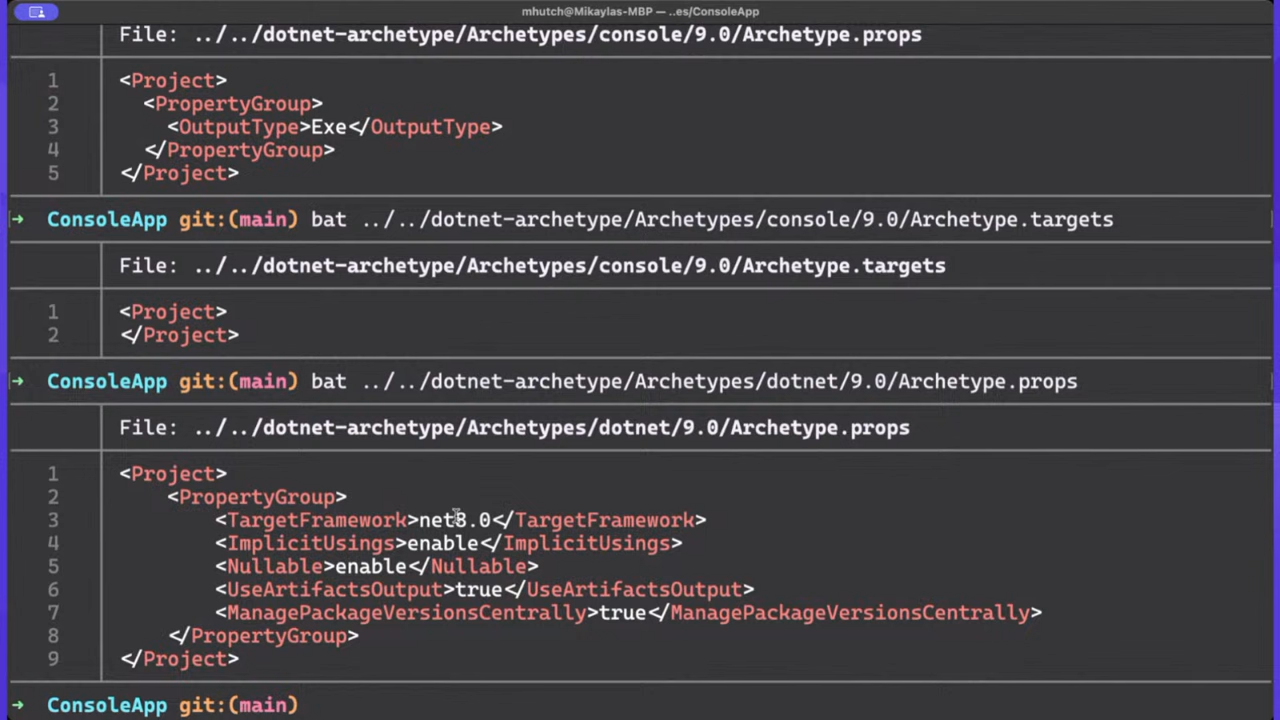 mhutch@Mikaylas-MBP — ..es/ConsoleApp
File: ../../dotnet-archetype/Archetypes/console/9.0/Archetype.props
1 <Project>
2 <PropertyGroup>
3 <OutputType>Exe</OutputType>
4 </PropertyGroup>
5 </Project>
→ ConsoleApp git:(main) bat ../../dotnet-archetype/Archetypes/console/9.0/Archetype.targets
File: ../../dotnet-archetype/Archetypes/console/9.0/Archetype.targets
1 <Project>
2 </Project>
→ ConsoleApp git:(main) bat ../../dotnet-archetype/Archetypes/dotnet/9.0/Archetype.props
File: ../../dotnet-archetype/Archetypes/dotnet/9.0/Archetype.props
1 <Project>
2 <PropertyGroup>
3 <TargetFramework>net8.0</TargetFramework>
4 <ImplicitUsings>enable</ImplicitUsings>
5 <Nullable>enable</Nullable>
6 <UseArtifactsOutput>true</UseArtifactsOutput>
7 <ManagePackageVersionsCentrally>true</ManagePackageVersionsCentrally>
8 </PropertyGroup>
9 </Project>
→ ConsoleApp git:(main)